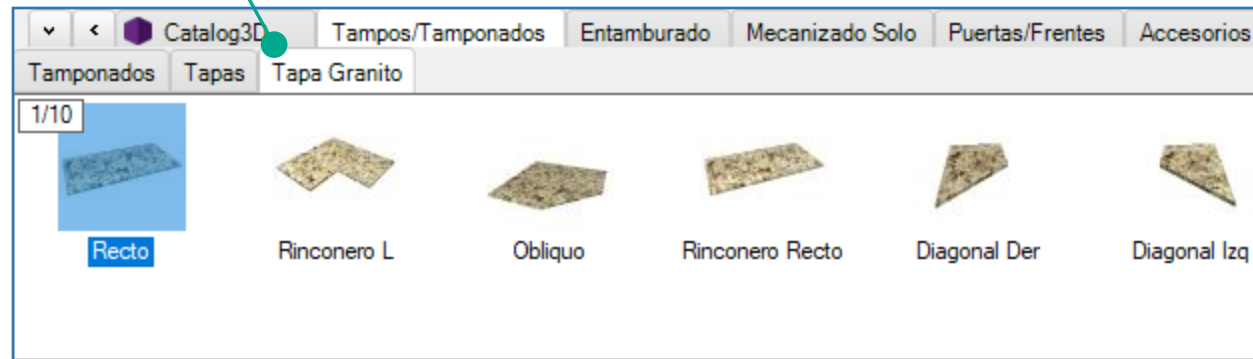 Catalog3D Tampos/Tamponados Entamburado Mecanizado Solo Puertas/Frentes Accesorios
Tamponados Tapas Tapa Granito
1/10
Recto Rinconero L Obliquo Rinconero Recto Diagonal Der Diagonal Izq